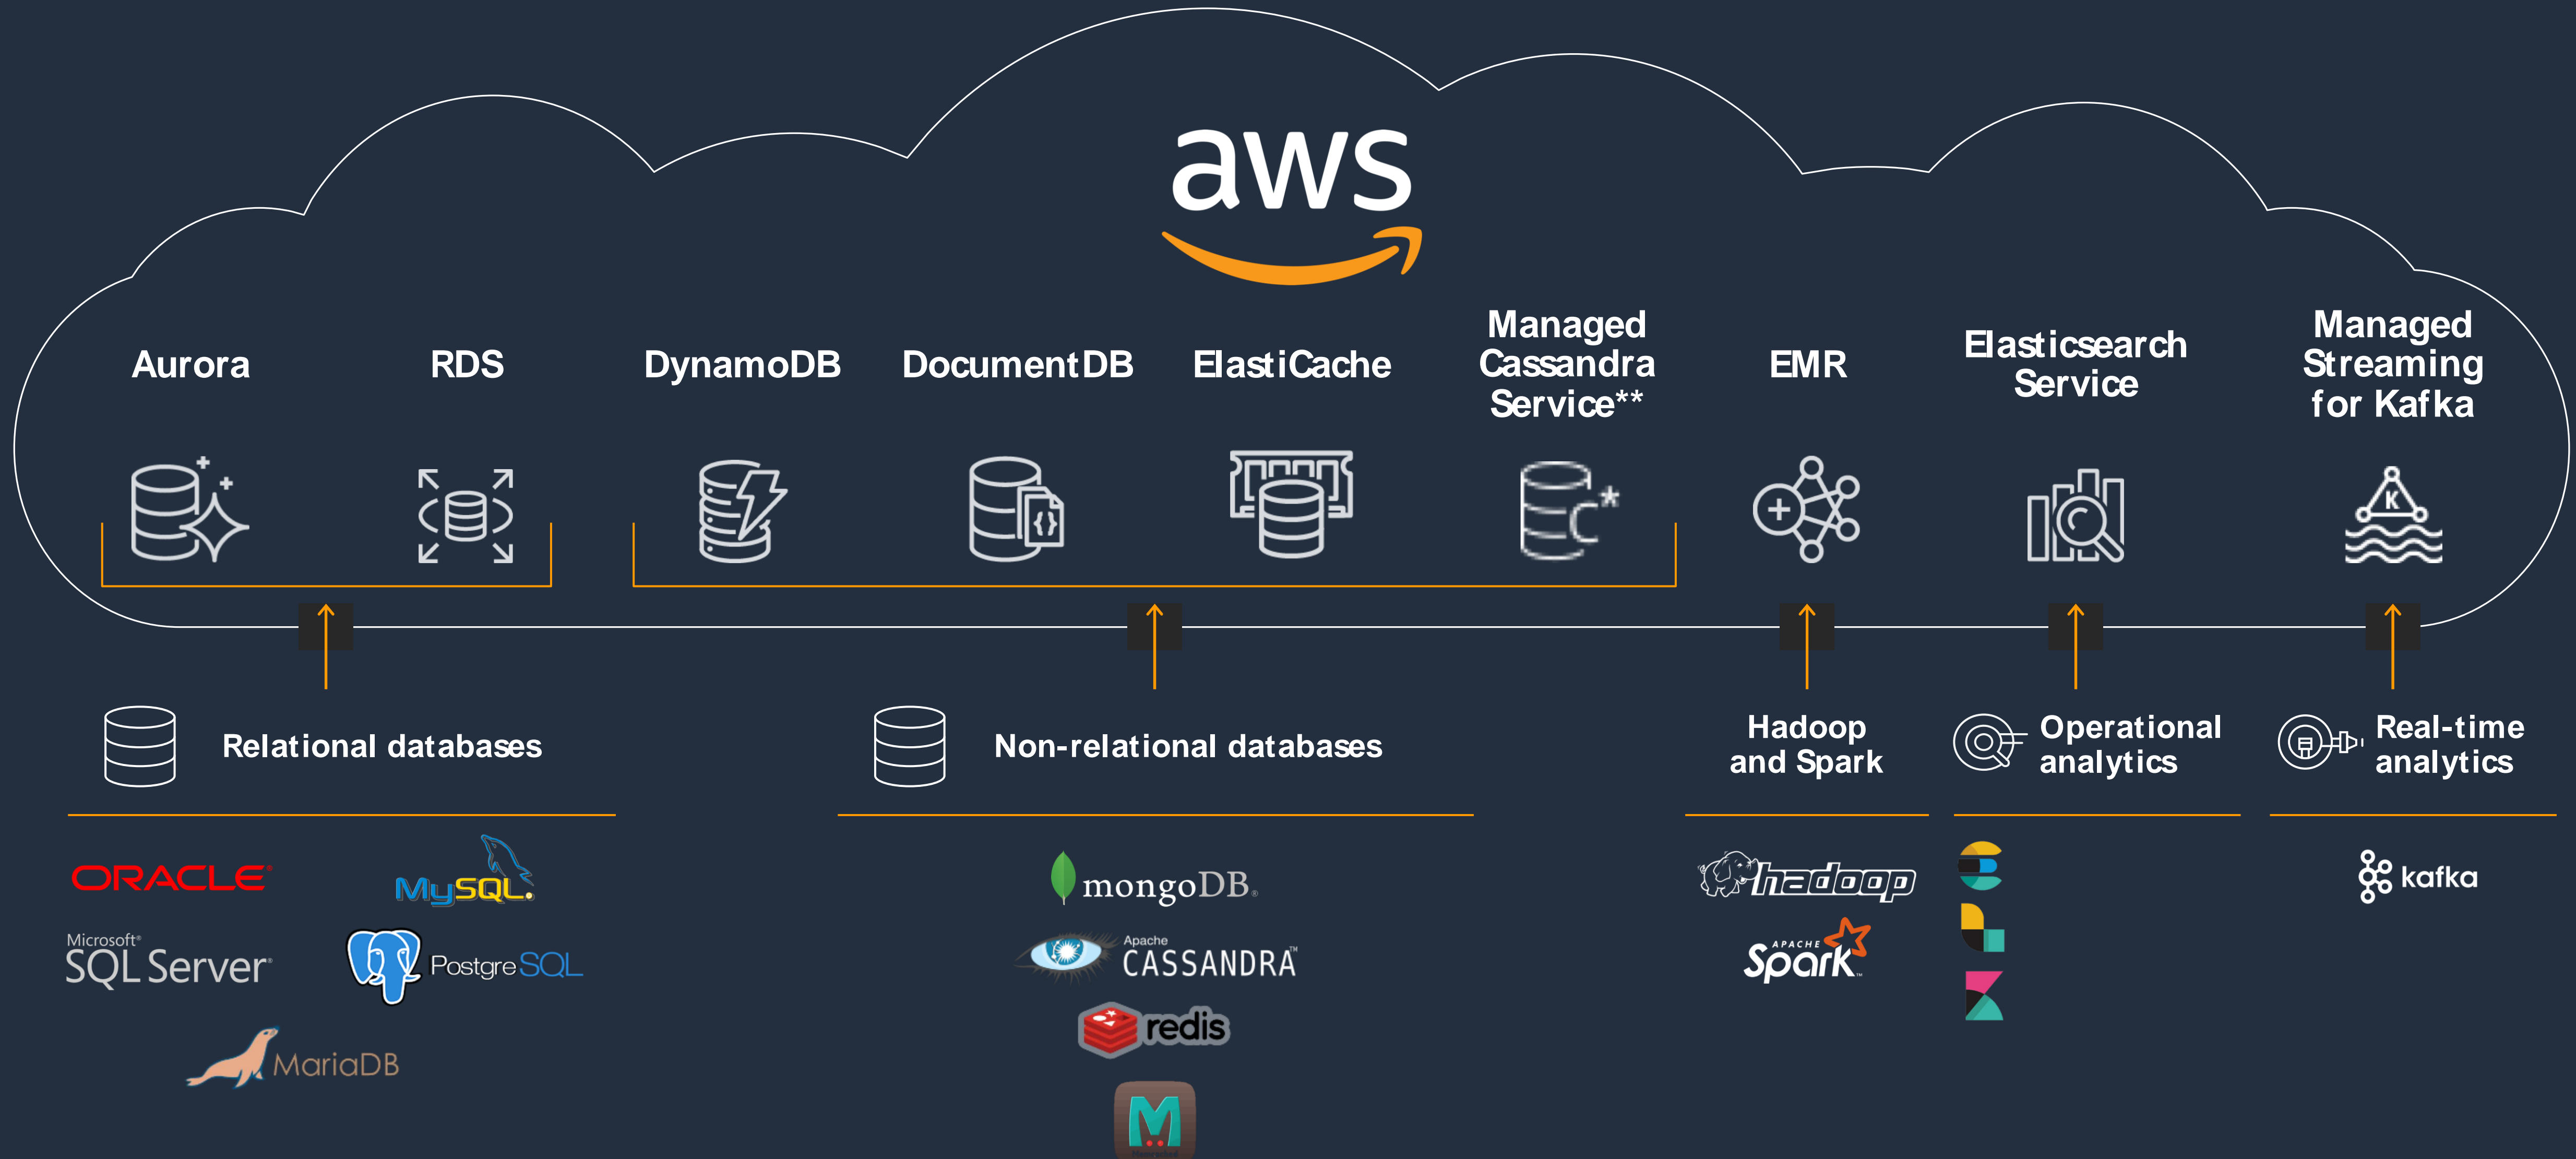 aws
Aurora
RDS
DynamoDB
DocumentDB
ElastiCache
Managed
Cassandra
Service**
EMR
Elasticsearch
Service
Managed
Streaming
for Kafka
C*
K
Relational databases
Non-relational databases
Hadoop
and Spark
Operational
analytics
Real-time
analytics
ORACLE®
MySQL.
Microsoft®
SQL Server®
PostgreSQL
MariaDB
mongoDB®
Apache
CASSANDRA™
redis
M
hadoop
APACHE
Spark™
kafka